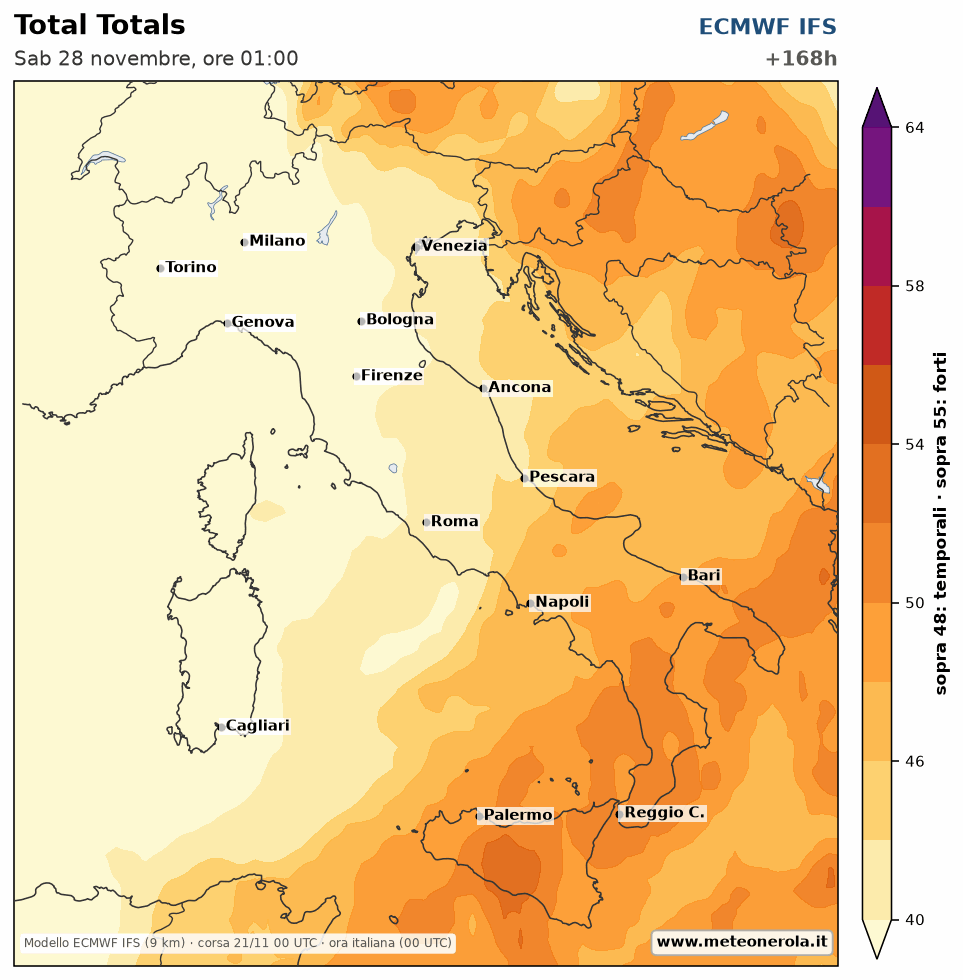 Total Totals
ECMWF IFS
Sab 28 novembre, ore 01:00
+168h
64
58
54
50
46
40
sopra 48: temporali · sopra 55: forti
Milano
Venezia
Torino
Genova
Bologna
Firenze
Ancona
Pescara
Roma
Bari
Napoli
Cagliari
Palermo
Reggio C.
Modello ECMWF IFS (9 km) · corsa 21/11 00 UTC · ora italiana (00 UTC)
www.meteonerola.it